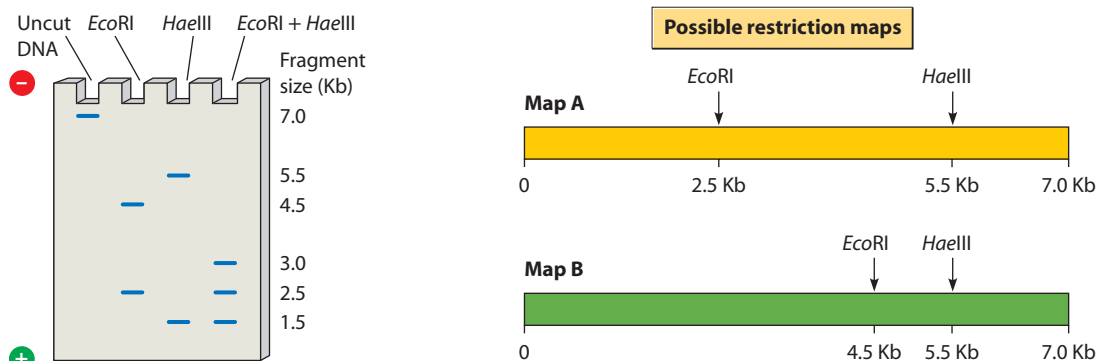 Uncut EcoRI HaeIII EcoRI + HaeIII
DNA
Fragment
size (Kb)
−
7.0
5.5
4.5
3.0
2.5
1.5
+
Possible restriction maps
EcoRI HaeIII
Map A
0 2.5 Kb 5.5 Kb 7.0 Kb
EcoRI HaeIII
Map B
0 4.5 Kb 5.5 Kb 7.0 Kb